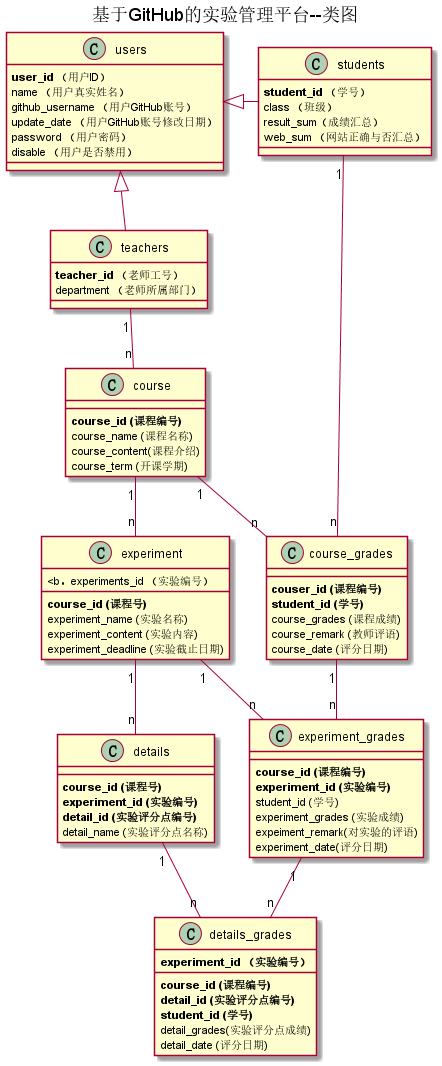 基于GitHub的实验管理平台--类图
C users
user_id （用户ID）
name （用户真实姓名）
github_username （用户GitHub账号）
update_date （用户GitHub账号修改日期）
password （用户密码）
disable （用户是否禁用）
C students
student_id （学号）
class （班级）
result_sum（成绩汇总）
web_sum （网站正确与否汇总）
1
C teachers
teacher_id （老师工号）
department （老师所属部门）
1
n
C course
course_id (课程编号)
course_name (课程名称)
course_content(课程介绍)
course_term (开课学期)
1
1
n
n
n
C experiment
<b. experiments_id （实验编号）
course_id (课程号)
experiment_name (实验名称)
experiment_content (实验内容)
experiment_deadline (实验截止日期)
C course_grades
couser_id (课程编号)
student_id (学号)
course_grades (课程成绩)
course_remark (教师评语)
course_date (评分日期)
1
1
1
n
n
n
C details
course_id (课程号)
experiment_id (实验编号)
detail_id (实验评分点编号)
detail_name (实验评分点名称)
C experiment_grades
course_id (课程编号)
experiment_id (实验编号)
student_id (学号)
experiment_grades (实验成绩)
expeiment_remark(对实验的评语)
experiment_date(评分日期)
1
1
n
n
C details_grades
experiment_id （实验编号）
course_id (课程编号)
detail_id (实验评分点编号)
student_id (学号)
detail_grades(实验评分点成绩)
detail_date (评分日期)